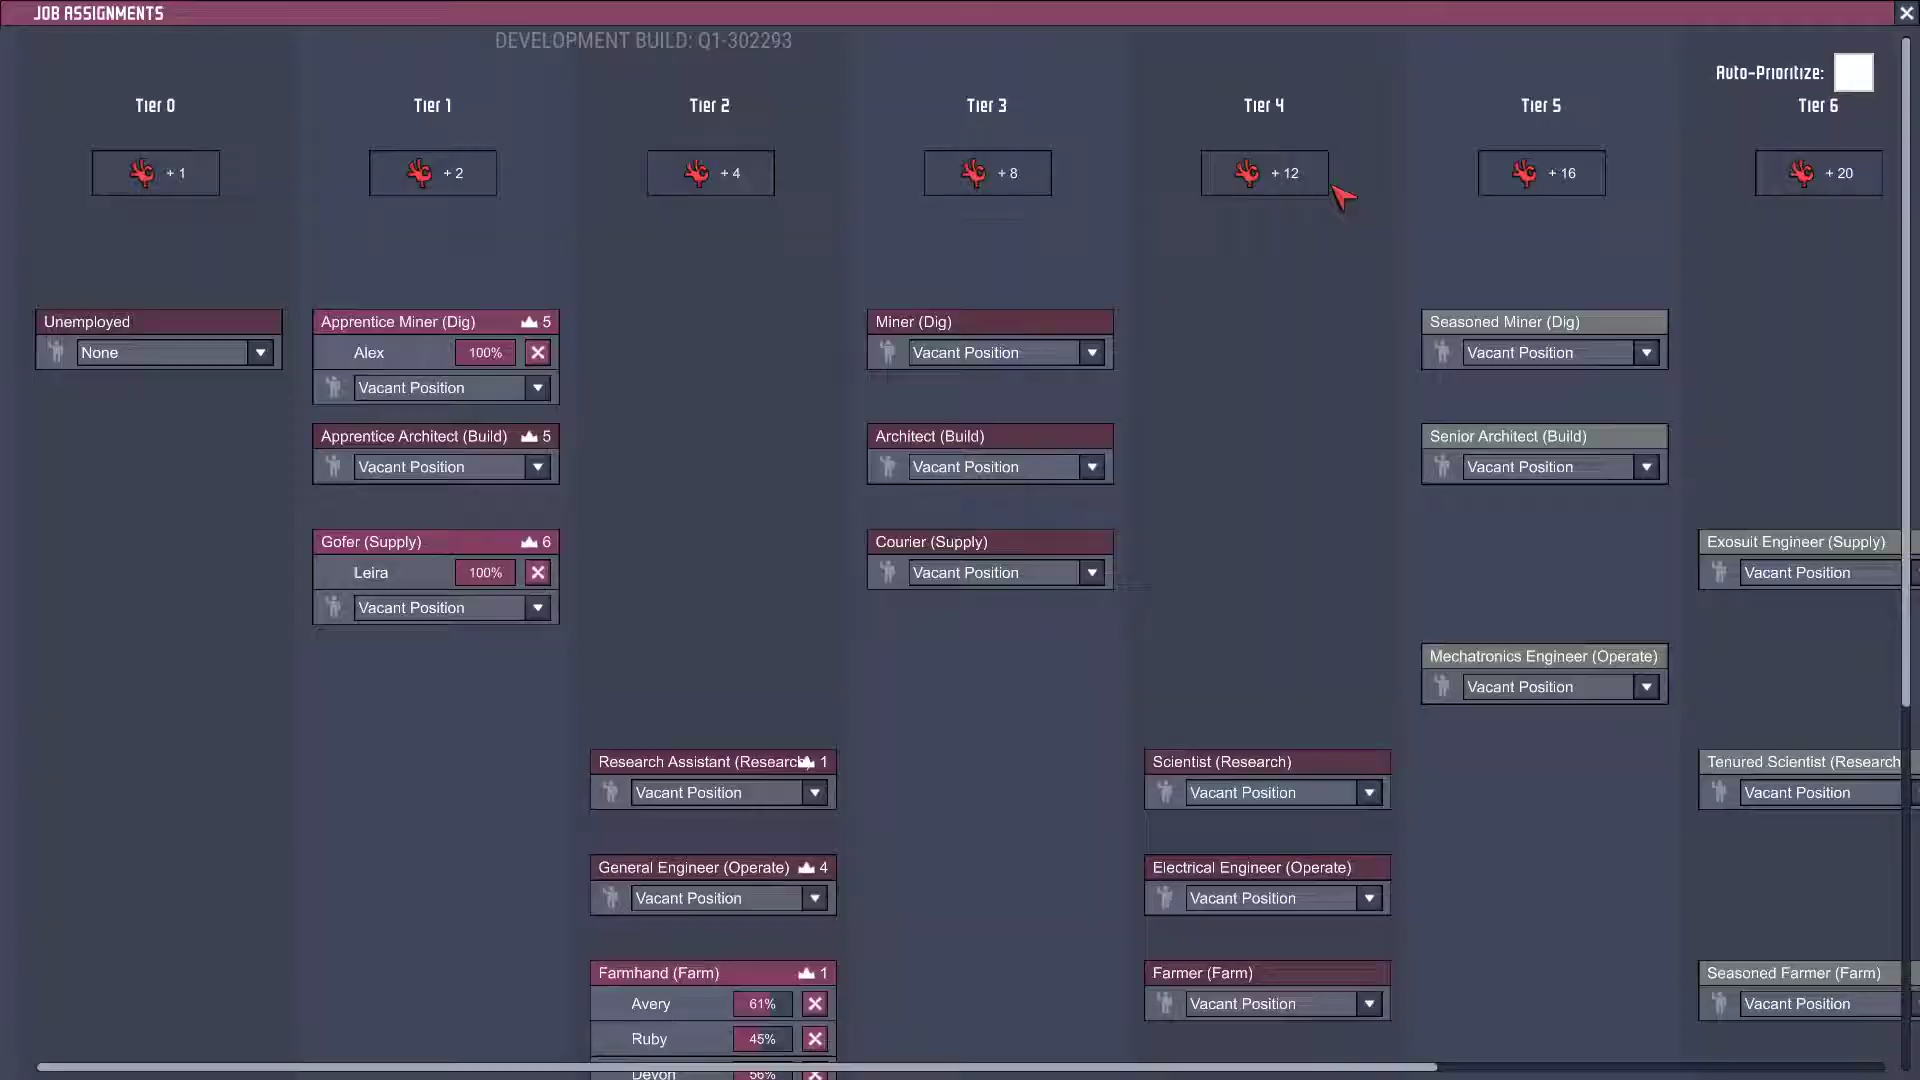 JOB ASSIGNMENTS
DEVELOPMENT BUILD: Q1-302293
Auto-Prioritize:
Tier 0
Tier 1
Tier 2
Tier 3
Tier 4
Tier 5
Tier 6
+ 1
+ 2
+ 4
+ 8
+ 12
+ 16
+ 20
Unemployed
None
Apprentice Miner (Dig) 5
Alex 100%
Vacant Position
Miner (Dig)
Vacant Position
Seasoned Miner (Dig)
Vacant Position
Apprentice Architect (Build) 5
Vacant Position
Architect (Build)
Vacant Position
Senior Architect (Build)
Vacant Position
Gofer (Supply) 6
Leira 100%
Vacant Position
Courier (Supply)
Vacant Position
Exosuit Engineer (Supply)
Vacant Position
Mechatronics Engineer (Operate)
Vacant Position
Research Assistant (Research 1
Vacant Position
Scientist (Research)
Vacant Position
Tenured Scientist (Research
Vacant Position
General Engineer (Operate) 4
Vacant Position
Electrical Engineer (Operate)
Vacant Position
Farmhand (Farm) 1
Avery 61%
Ruby 45%
Devon 56%
Farmer (Farm)
Vacant Position
Seasoned Farmer (Farm)
Vacant Position